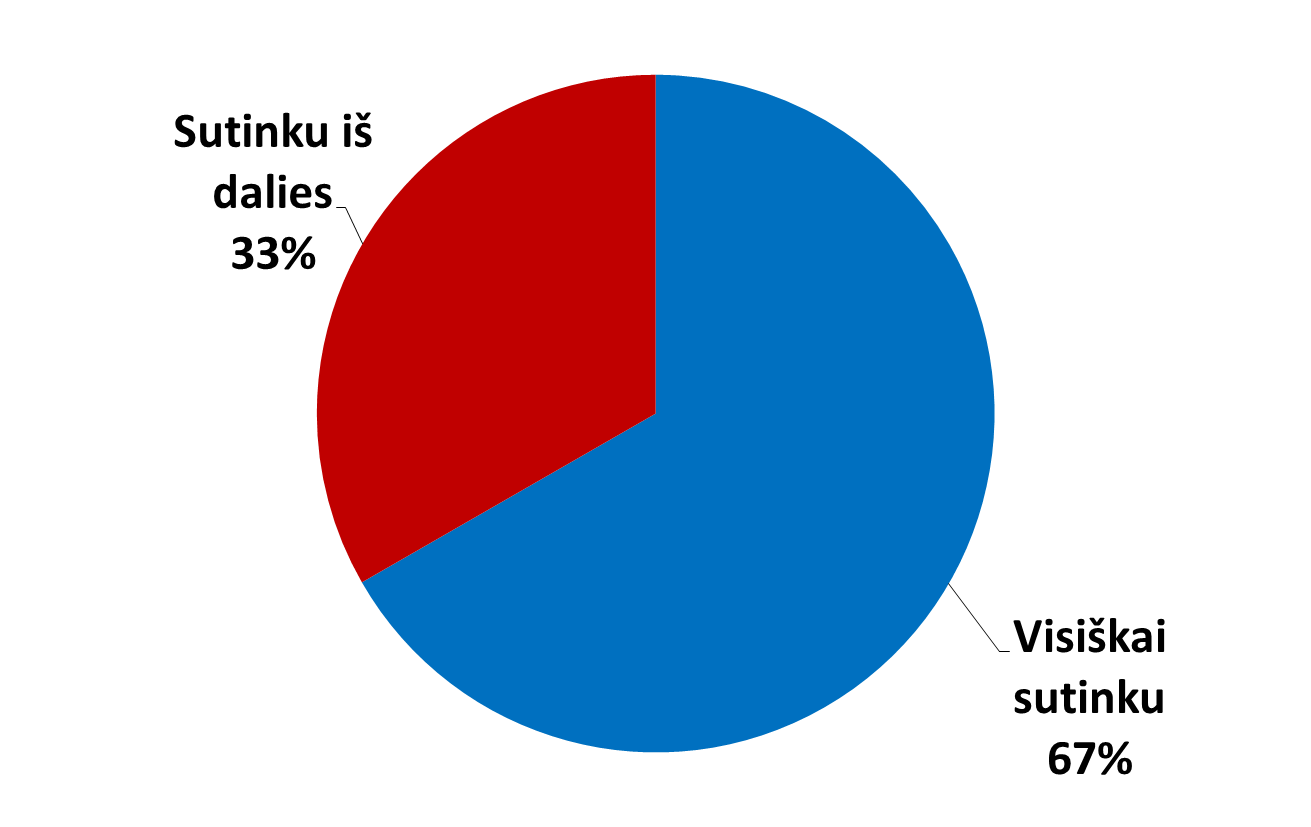 Sutinku iš
dalies
33%
Visiškai
sutinku
67%